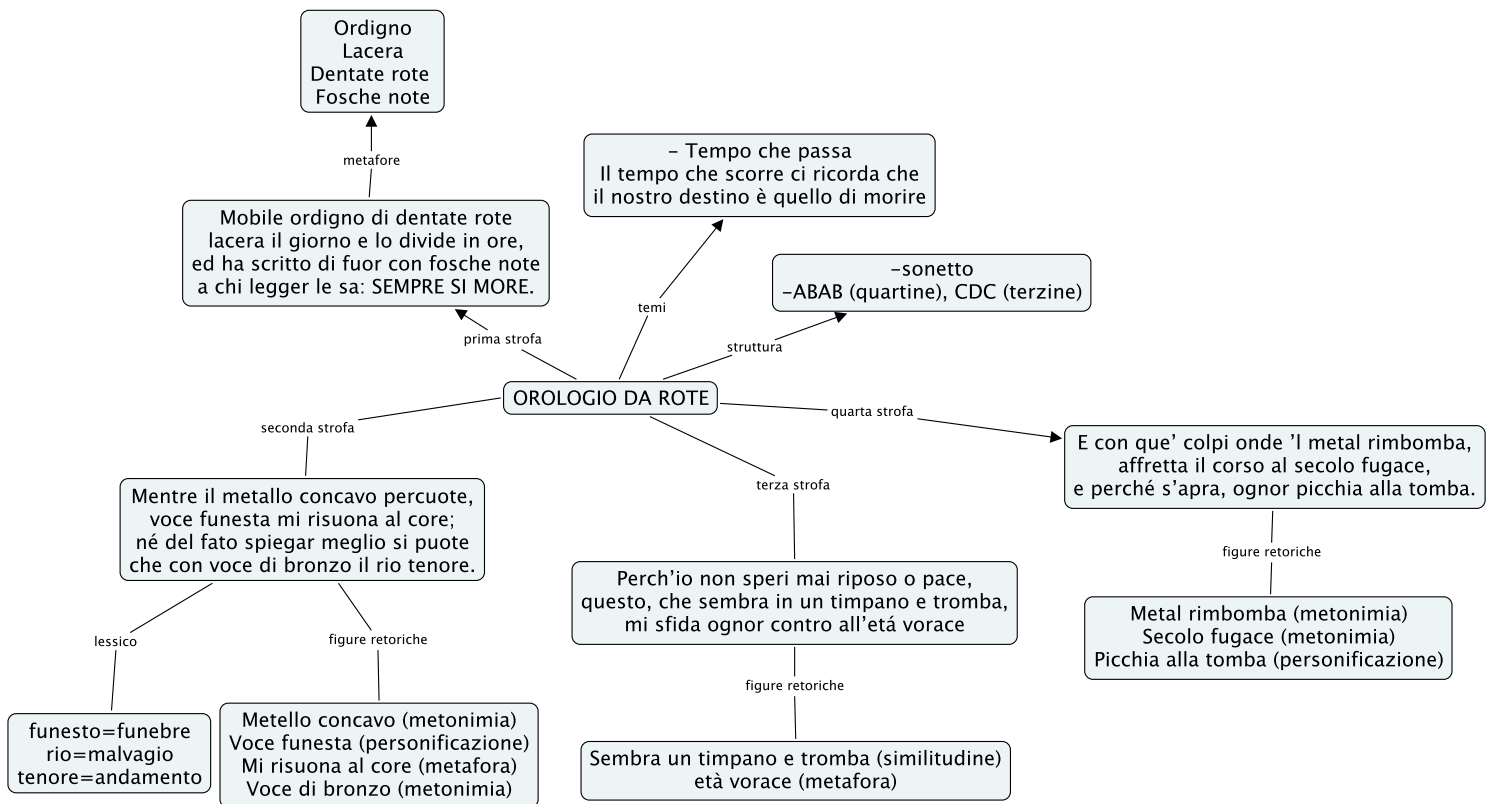 Ordigno
Lacera
Dentate rote
Fosche note
metafore
Mobile ordigno di dentate rote
lacera il giorno e lo divide in ore,
ed ha scritto di fuor con fosche note
a chi legger le sa: SEMPRE SI MORE.
prima strofa
- Tempo che passa
Il tempo che scorre ci ricorda che
il nostro destino è quello di morire
temi
-sonetto
-ABAB (quartine), CDC (terzine)
struttura
OROLOGIO DA ROTE
seconda strofa
Mentre il metallo concavo percuote,
voce funesta mi risuona al core;
né del fato spiegar meglio si puote
che con voce di bronzo il rio tenore.
lessico
funesto=funebre
rio=malvagio
tenore=andamento
figure retoriche
Metello concavo (metonimia)
Voce funesta (personificazione)
Mi risuona al core (metafora)
Voce di bronzo (metonimia)
terza strofa
Perch'io non speri mai riposo o pace,
questo, che sembra in un timpano e tromba,
mi sfida ognor contro all'etá vorace
figure retoriche
Sembra un timpano e tromba (similitudine)
età vorace (metafora)
quarta strofa
E con que' colpi onde 'l metal rimbomba,
affretta il corso al secolo fugace,
e perché s'apra, ognor picchia alla tomba.
figure retoriche
Metal rimbomba (metonimia)
Secolo fugace (metonimia)
Picchia alla tomba (personificazione)